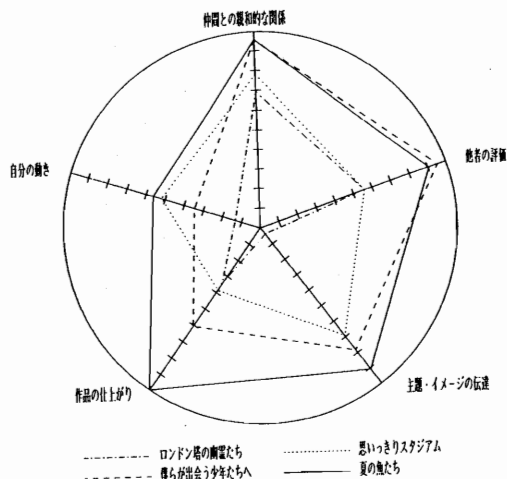 仲間との親和的な関係
他者の評価
自分の働き
作品の仕上がり
主題・イメージの伝達
ロンドン塔の幽霊たち
思いっきりスタジアム
僕らが出会う少年たちへ
夏の魚たち